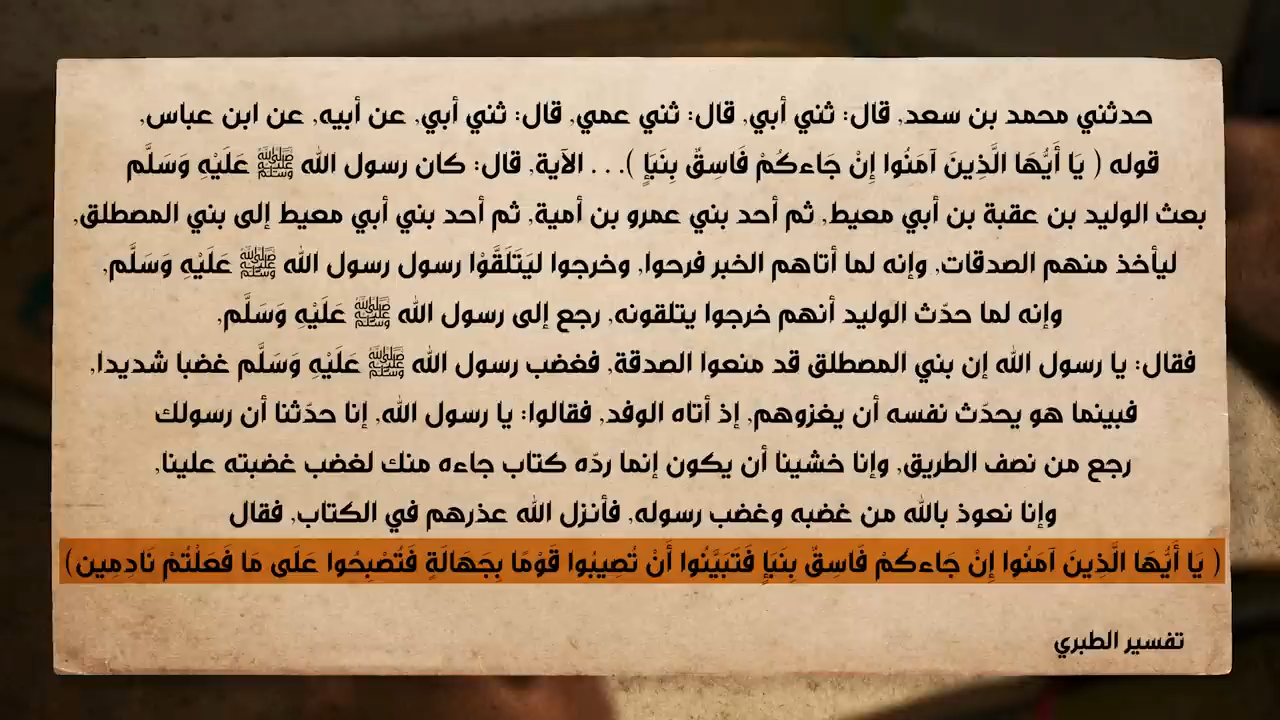 حدثني محمد بن سعد, قال: ثني أبي, قال: ثني عمي, قال: ثني أبي, عن أبيه, عن ابن عباس,
قوله ( يَا أَيُّهَا الَّذِينَ آمَنُوا إِنْ جَاءكُمْ فَاسِقٌ بِنَبَإٍ ). . . الآية, قال: كان رسول الله ﷺ عَلَيْهِ وَسَلَّم
بعث الوليد بن عقبة بن أبي معيط, ثم أحد بني عمرو بن أمية, ثم أحد بني أبي معيط إلى بني المصطلق,
ليأخذ منهم الصدقات, وإنه لما أتاهم الخبر فرحوا, وخرجوا ليَتَلَقَّوْا رسول رسول الله ﷺ عَلَيْهِ وَسَلَّم,
وإنه لما حدّث الوليد أنهم خرجوا يتلقونه, رجع إلى رسول الله ﷺ عَلَيْهِ وَسَلَّم,
فقال: يا رسول الله إن بني المصطلق قد منعوا الصدقة, فغضب رسول الله ﷺ عَلَيْهِ وَسَلَّم غضبا شديدا,
فبينما هو يحدّث نفسه أن يغزوهم, إذ أتاه الوفد, فقالوا: يا رسول الله, إنا حدّثنا أن رسولك
رجع من نصف الطريق, وإنا خشينا أن يكون إنما ردّه كتاب جاءه منك لغضب غضبته علينا,
وإنا نعوذ بالله من غضبه وغضب رسوله, فأنزل الله عذرهم في الكتاب, فقال
( يَا أَيُّهَا الَّذِينَ آمَنُوا إِنْ جَاءكُمْ فَاسِقٌ بِنَبَإٍ فَتَبَيَّنُوا أَنْ تُصِيبُوا قَوْمًا بِجَهَالَةٍ فَتُصْبِحُوا عَلَى مَا فَعَلْتُمْ نَادِمِين)
تفسير الطبري